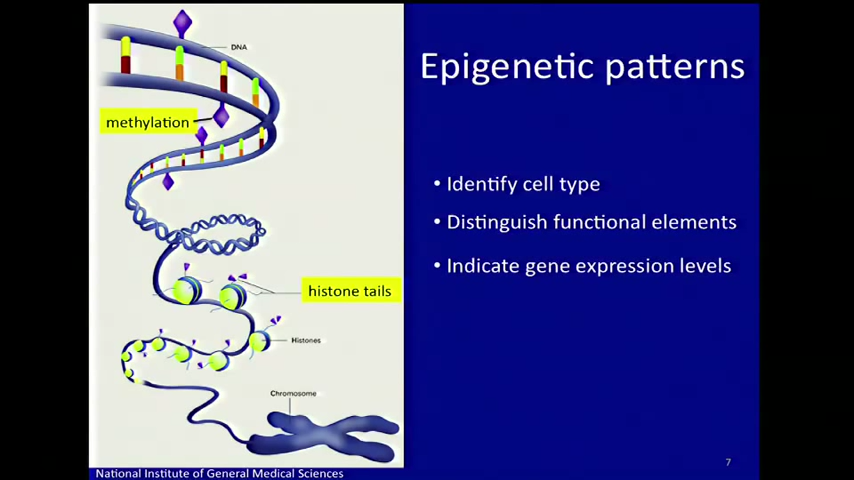 DNA
methylation
histone tails
Histones
Chromosome
National Institute of General Medical Sciences
Epigenetic patterns
• Identify cell type
• Distinguish functional elements
• Indicate gene expression levels
7